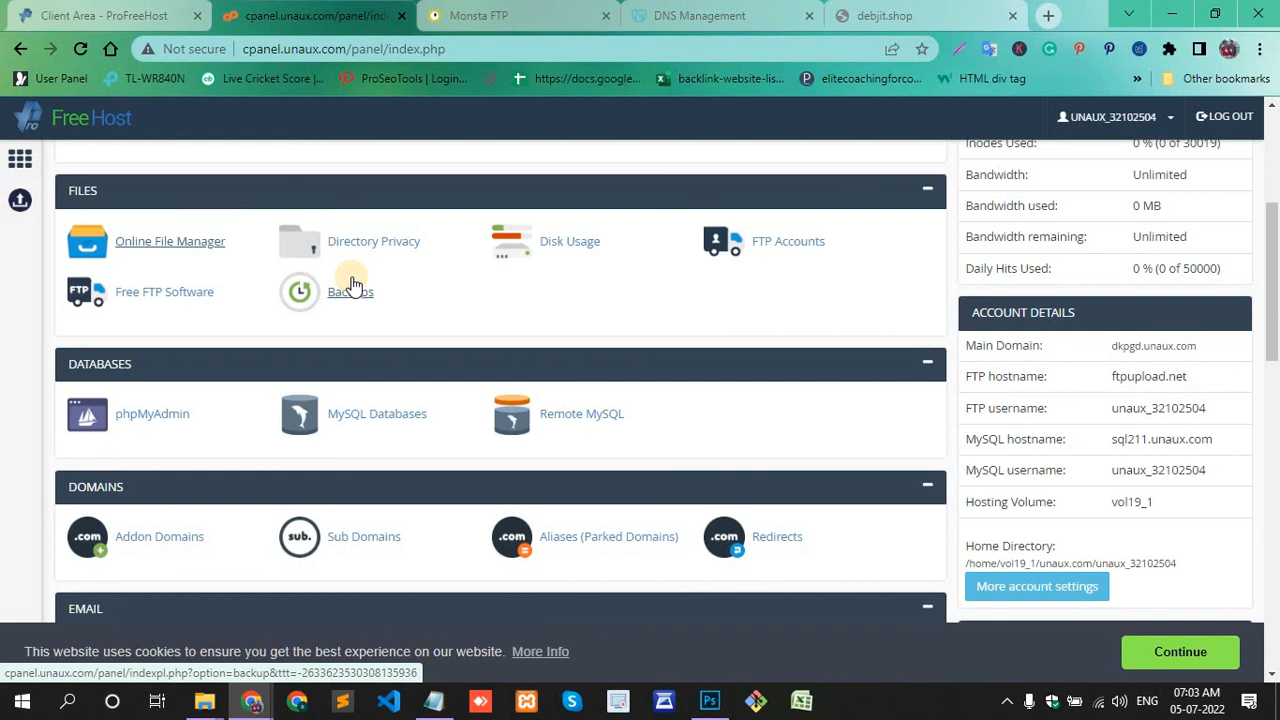 Client Area - ProFreeHost
cpanel.unaux.com/panel/ind
Monsta FTP
DNS Management
debjit.shop
Not secure
cpanel.unaux.com/panel/index.php
User Panel
TL-WR840N
Live Cricket Score |...
ProSeoTools | Login...
https://docs.google...
backlink-website-lis...
elitecoachingforco...
HTML div tag
»
Other bookmarks
Pro FreeHost
UNAUX_32102504
LOG OUT
FILES
Online File Manager
Directory Privacy
Disk Usage
FTP Accounts
FTP
Free FTP Software
Backups
DATABASES
phpMyAdmin
MySQL Databases
Remote MySQL
DOMAINS
.com
Addon Domains
sub.
Sub Domains
.com
Aliases (Parked Domains)
.com
Redirects
EMAIL
Inodes Used: 0 % (0 of 30019)
Bandwidth: Unlimited
Bandwidth used: 0 MB
Bandwidth remaining: Unlimited
Daily Hits Used: 0 % (0 of 50000)
ACCOUNT DETAILS
Main Domain: dkpgd.unaux.com
FTP hostname: ftpupload.net
FTP username: unaux_32102504
MySQL hostname: sql211.unaux.com
MySQL username: unaux_32102504
Hosting Volume: vol19_1
Home Directory:
/home/vol19_1/unaux.com/unaux_32102504
More account settings
This website uses cookies to ensure you get the best experience on our website. More Info
Continue
cpanel.unaux.com/panel/indexpl.php?option=backup&ttt=-2633623530308135936
ENG
07:03 AM
05-07-2022